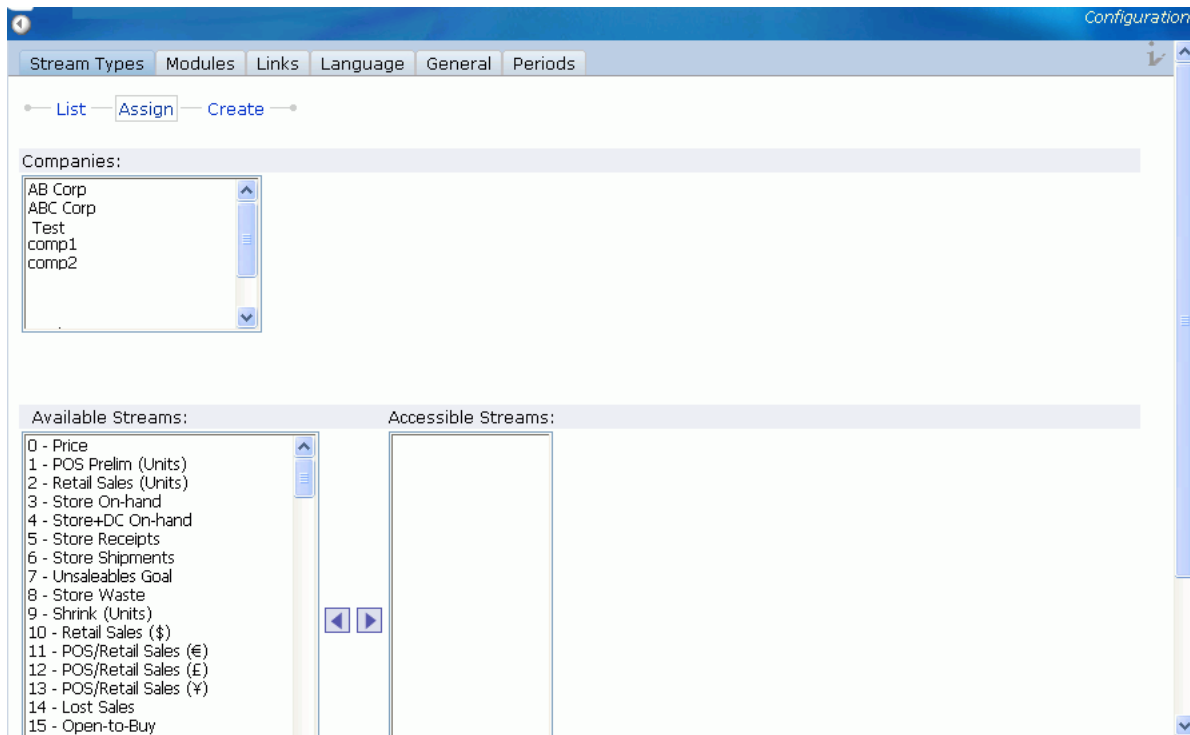 Configuration
Stream Types Modules Links Language General Periods
List Assign Create
Companies:
AB Corp
ABC Corp
Test
comp1
comp2
Available Streams: Accessible Streams:
0 - Price
1 - POS Prelim (Units)
2 - Retail Sales (Units)
3 - Store On-hand
4 - Store+DC On-hand
5 - Store Receipts
6 - Store Shipments
7 - Unsaleables Goal
8 - Store Waste
9 - Shrink (Units)
10 - Retail Sales ($)
11 - POS/Retail Sales (€)
12 - POS/Retail Sales (£)
13 - POS/Retail Sales (¥)
14 - Lost Sales
15 - Open-to-Buy